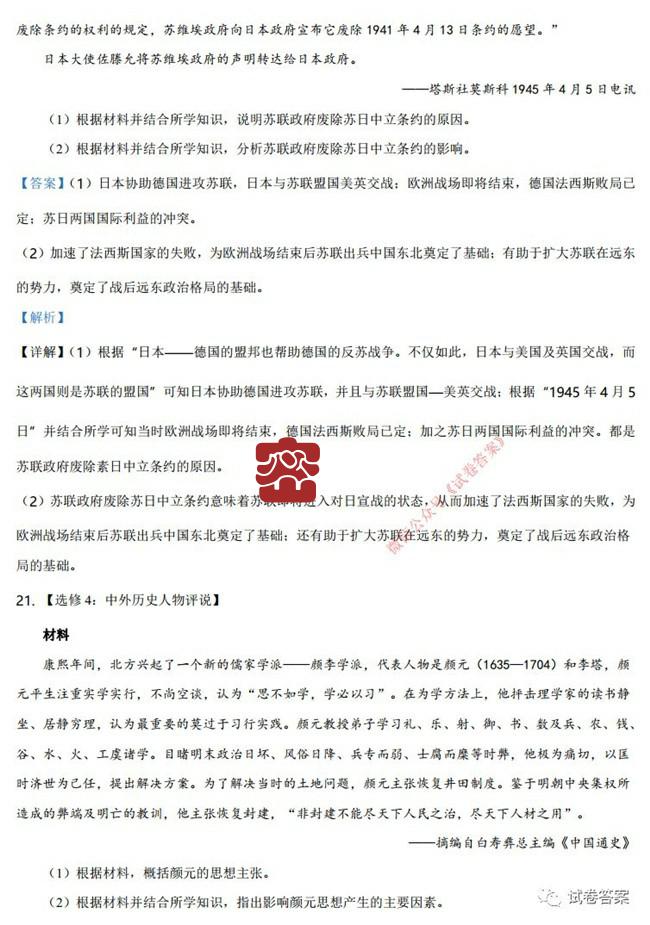 废除条约的权利的规定，苏维埃政府向日本政府宣布它废除 1941 年 4 月 13 日条约的愿望。”
日本大使佐藤允将苏维埃政府的声明转达给日本政府。
——塔斯社莫斯科 1945 年 4 月 5 日电讯
（1）根据材料并结合所学知识，说明苏联政府废除苏日中立条约的原因。
（2）根据材料并结合所学知识，分析苏联政府废除苏日中立条约的影响。
【答案】（1）日本协助德国进攻苏联，日本与苏联盟国美英交战；欧洲战场即将结束，德国法西斯败局已
定；苏日两国国际利益的冲突。
（2）加速了法西斯国家的失败，为欧洲战场结束后苏联出兵中国东北奠定了基础；有助于扩大苏联在远东
的势力，奠定了战后远东政治格局的基础。
【解析】
【详解】（1）根据“日本——德国的盟邦也帮助德国的反苏战争。不仅如此，日本与美国及英国交战，而
这两国则是苏联的盟国”可知日本协助德国进攻苏联，并且与苏联盟国—美英交战；根据“1945 年 4 月 5
日”并结合所学可知当时欧洲战场即将结束，德国法西斯败局已定；加之苏日两国国际利益的冲突。都是
苏联政府废除素日中立条约的原因。
（2）苏联政府废除苏日中立条约意味着苏联即将进入对日宣战的状态，从而加速了法西斯国家的失败，为
欧洲战场结束后苏联出兵中国东北奠定了基础；还有助于扩大苏联在远东的势力，奠定了战后远东政治格
局的基础。
微信公众号《试卷答案》
21. 【选修 4：中外历史人物评说】
材料
康熙年间，北方兴起了一个新的儒家学派——颜李学派，代表人物是颜元（1635—1704）和李塨，颜
元平生注重实学实行，不尚空谈，认为“思不如学，学必以习”。在为学方法上，他抨击理学家的读书静
坐、居静穷理，认为最重要的莫过于习行实践。颜元教授弟子学习礼、乐、射、御、书、数及兵、农、钱、
谷、水、火、工虞诸学。目睹明末政治日坏、风俗日降、兵专而弱、士腐而靡等时弊，他极为痛切，以匡
时济世为己任，提出解决方案。为了解决当时的土地问题，颜元主张恢复井田制度。鉴于明朝中央集权所
造成的弊端及明亡的教训，他主张恢复封建，“非封建不能尽天下人民之治，尽天下人材之用”。
——摘编自白寿彝总主编《中国通史》
（1）根据材料，概括颜元的思想主张。
（2）根据材料并结合所学知识，指出影响颜元思想产生的主要因素。
试卷答案